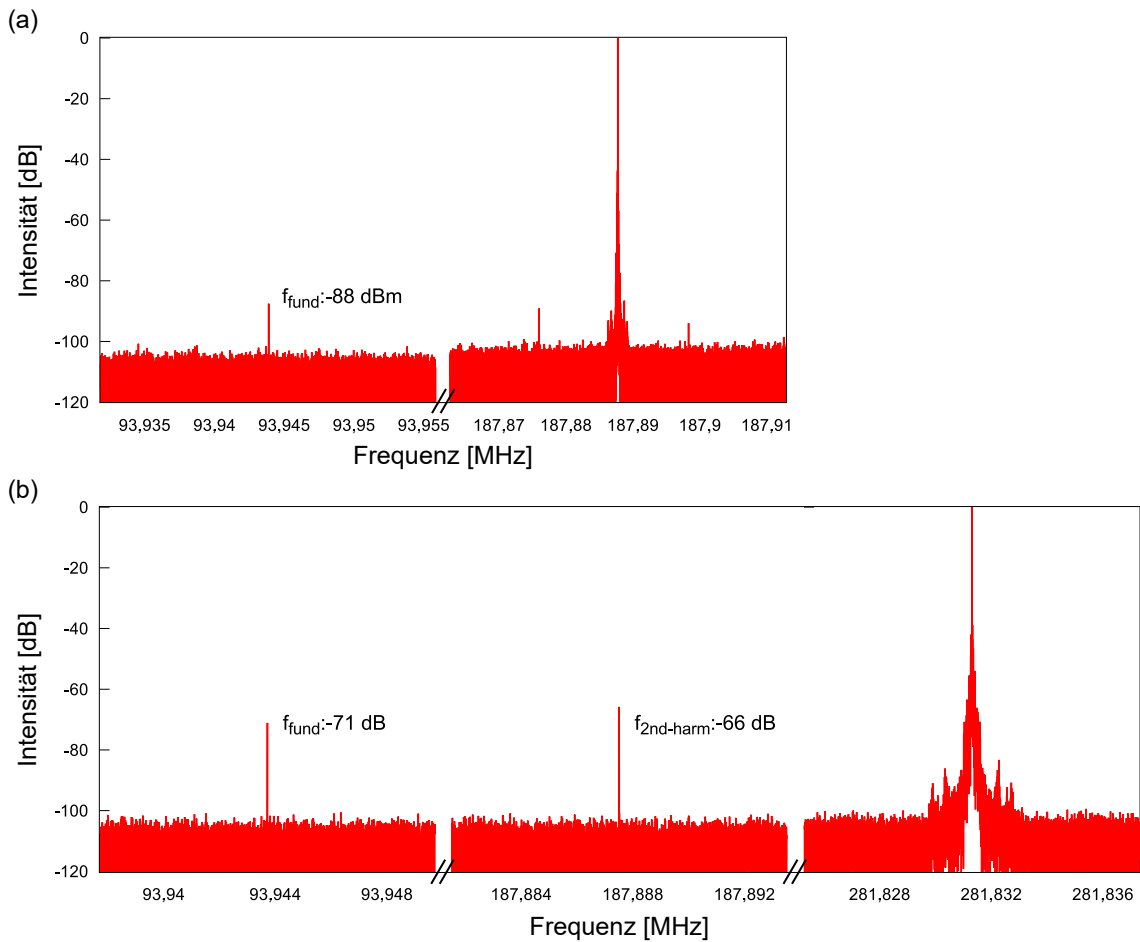 (a)
0
-20
-40
-60
-80
-100
-120
Intensität [dB]
f_fund:-88 dBm
93,935 93,94 93,945 93,95 93,955 187,87 187,88 187,89 187,9 187,91
Frequenz [MHz]
(b)
0
-20
-40
-60
-80
-100
-120
Intensität [dB]
f_fund:-71 dB f_2nd-harm:-66 dB
93,94 93,944 93,948 187,884 187,888 187,892 281,828 281,832 281,836
Frequenz [MHz]